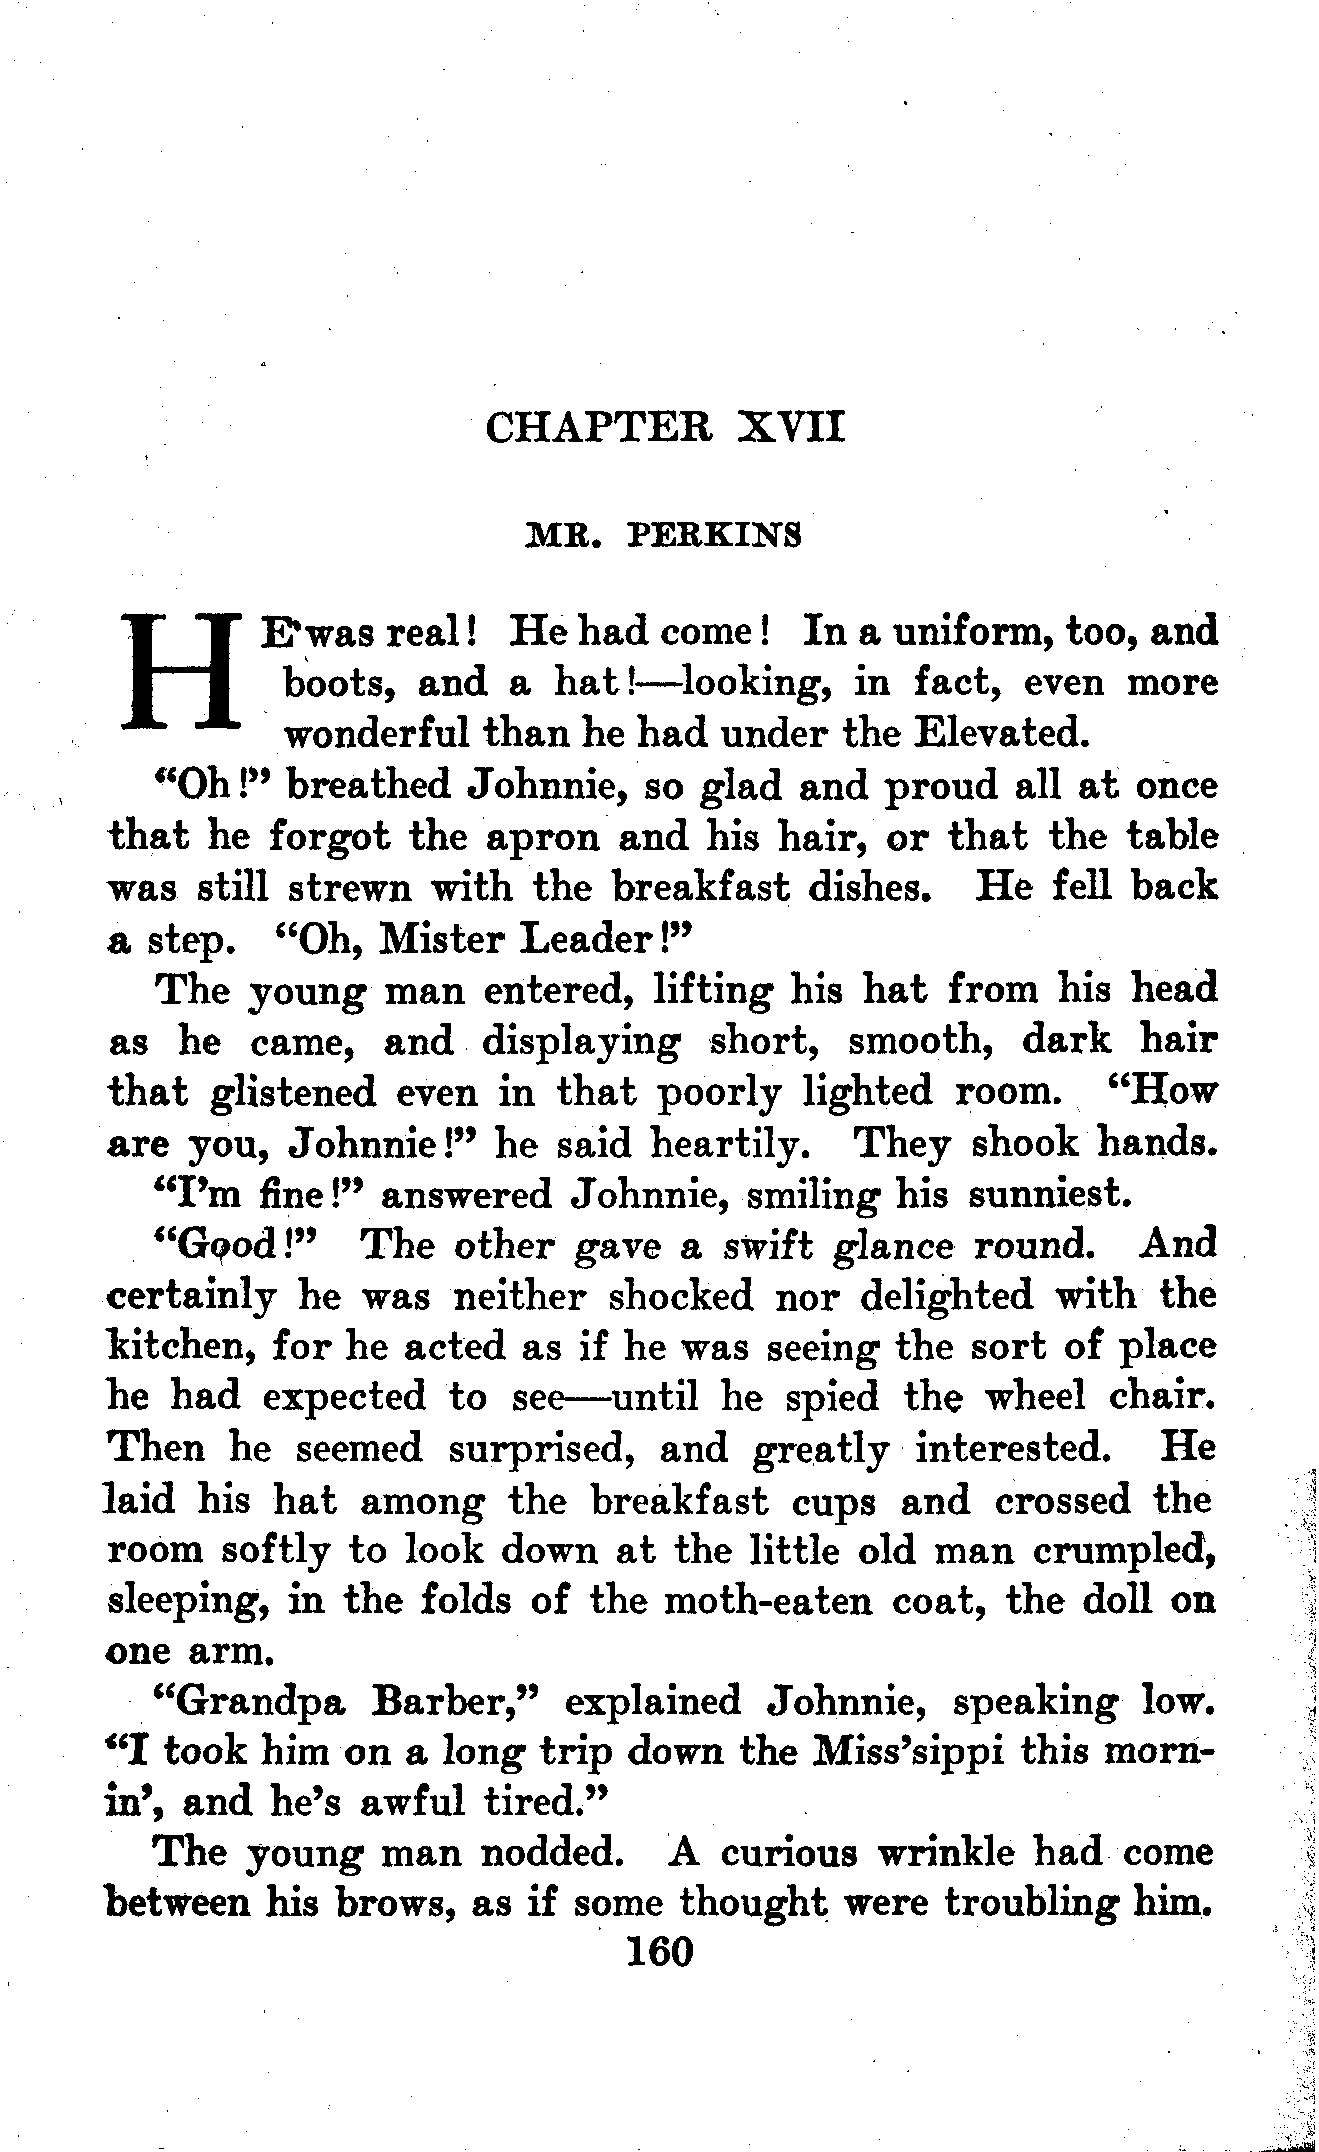 CHAPTER XVII
MR. PERKINS
HE was real! He had come! In a uniform, too, and
boots, and a hat!—looking, in fact, even more
wonderful than he had under the Elevated.
“Oh!” breathed Johnnie, so glad and proud all at once
that he forgot the apron and his hair, or that the table
was still strewn with the breakfast dishes. He fell back
a step. “Oh, Mister Leader!”
The young man entered, lifting his hat from his head
as he came, and displaying short, smooth, dark hair
that glistened even in that poorly lighted room. “How
are you, Johnnie!” he said heartily. They shook hands.
“I’m fine!” answered Johnnie, smiling his sunniest.
“Good!” The other gave a swift glance round. And
certainly he was neither shocked nor delighted with the
kitchen, for he acted as if he was seeing the sort of place
he had expected to see—until he spied the wheel chair.
Then he seemed surprised, and greatly interested. He
laid his hat among the breakfast cups and crossed the
room softly to look down at the little old man crumpled,
sleeping, in the folds of the moth-eaten coat, the doll on
one arm.
“Grandpa Barber,” explained Johnnie, speaking low.
“I took him on a long trip down the Miss’sippi this morn-
in’, and he’s awful tired.”
The young man nodded. A curious wrinkle had come
between his brows, as if some thought were troubling him.
160